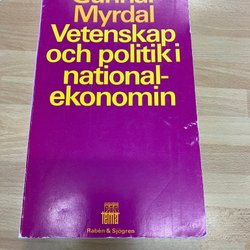 Gunnar
Myrdal
Vetenskap
och politik i
national-
ekonomin
tema
Rabén & Sjögren